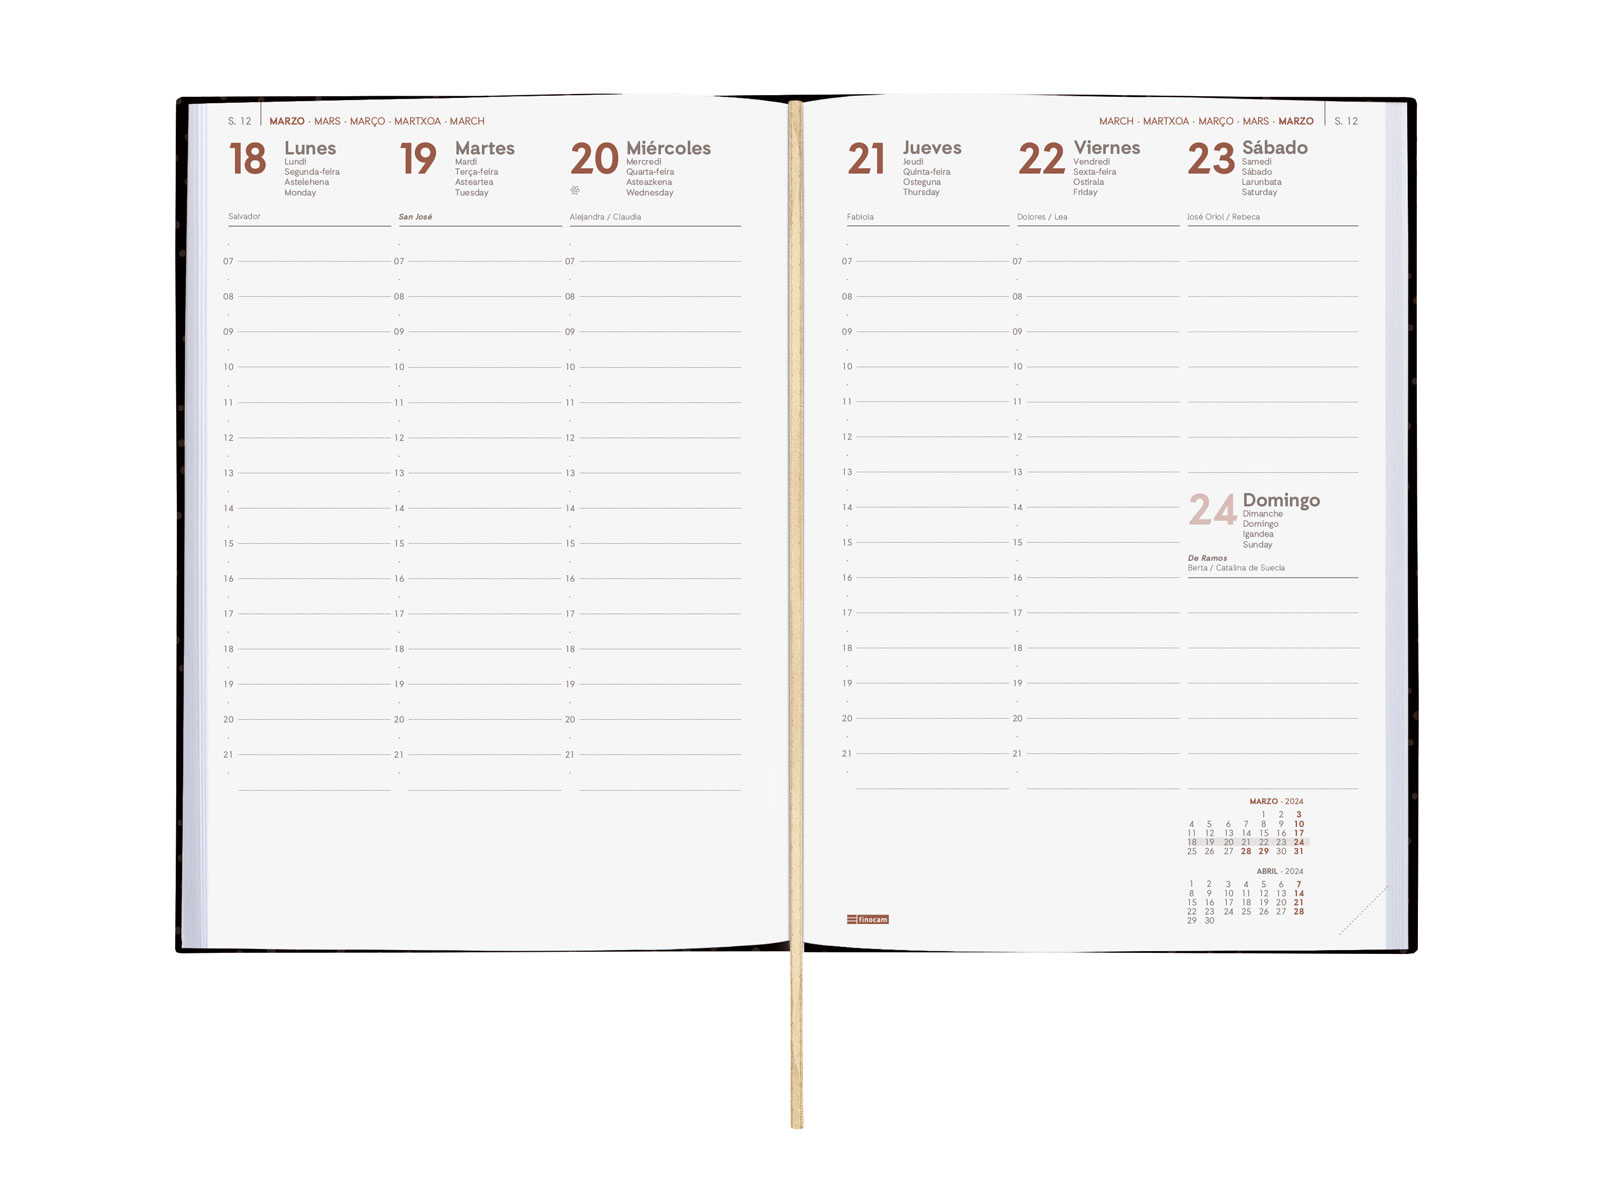 S. 12 MARZO · MARS · MARÇO · MARTXOA · MARCH
18 Lunes
Lundi
Segunda-feira
Astelehena
Monday
Salvador
19 Martes
Mardi
Terça-feira
Asteartea
Tuesday
San José
20 Miércoles
Mercredi
Quarta-feira
Asteazkena
Wednesday
Alejandra / Claudia
07 07 07
08 08 08
09 09 09
10 10 10
11 11 11
12 12 12
13 13 13
14 14 14
15 15 15
16 16 16
17 17 17
18 18 18
19 19 19
20 20 20
21 21 21
MARCH · MARTXOA · MARÇO · MARS · MARZO S. 12
21 Jueves
Jeudi
Quinta-feira
Osteguna
Thursday
Fabiola
22 Viernes
Vendredi
Sexta-feira
Ostirala
Friday
Dolores / Lea
23 Sábado
Samedi
Sábado
Larunbata
Saturday
José Oriol / Rebeca
07 07
08 08
09 09
10 10
11 11
12 12
13 13
14 14
15 15
16 16
17 17
18 18
19 19
20 20
21 21
24 Domingo
Dimanche
Domingo
Igandea
Sunday
De Ramos
Berta / Catalina de Suecia
MARZO · 2024
1 2 3
4 5 6 7 8 9 10
11 12 13 14 15 16 17
18 19 20 21 22 23 24
25 26 27 28 29 30 31
ABRIL · 2024
1 2 3 4 5 6 7
8 9 10 11 12 13 14
15 16 17 18 19 20 21
22 23 24 25 26 27 28
29 30
finocam